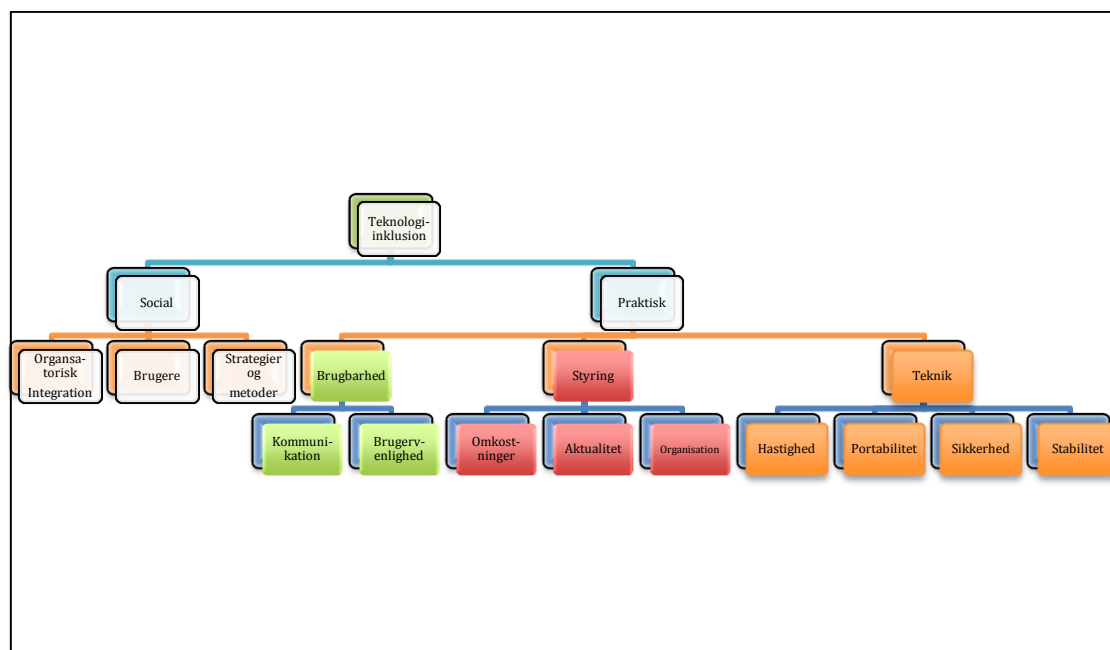 Teknologi-
inklusion
Social
Praktisk
Organsa-
torisk
Integration
Brugere
Strategier
og
metoder
Brugbarhed
Styring
Teknik
Kommuni-
kation
Brugerv-
enlighed
Omkost-
ninger
Aktualitet
Organisation
Hastighed
Portabilitet
Sikkerhed
Stabilitet